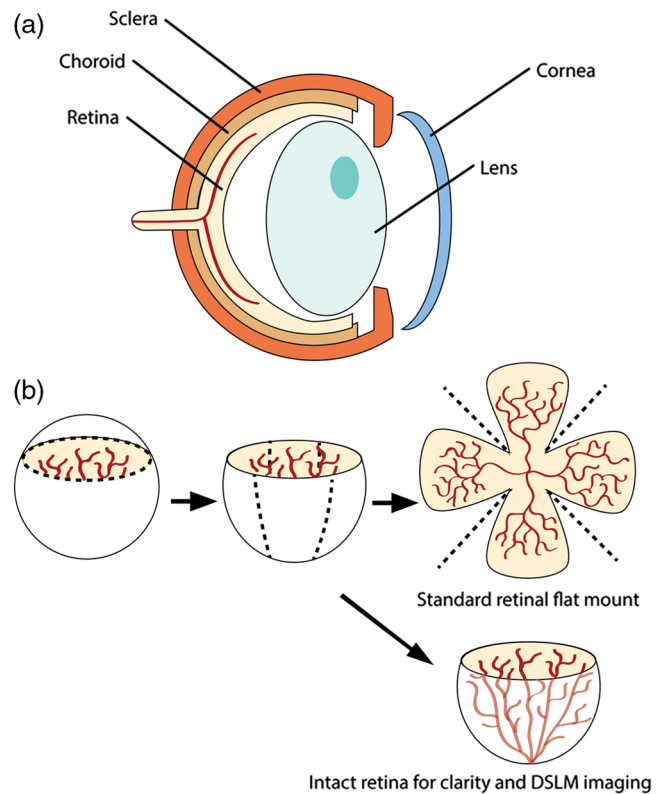 (a)
Sclera
Choroid
Retina
Cornea
Lens
(b)
Standard retinal flat mount
Intact retina for clarity and DSLM imaging